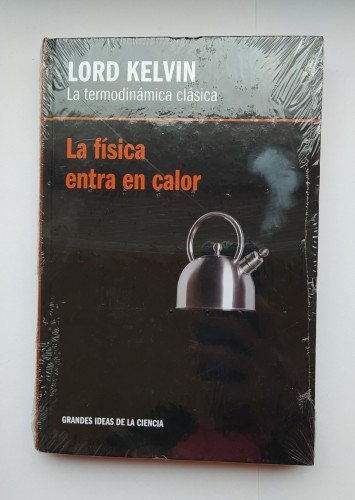 LORD KELVIN
La termodinámica clásica
La física
entra en calor
GRANDES IDEAS DE LA CIENCIA